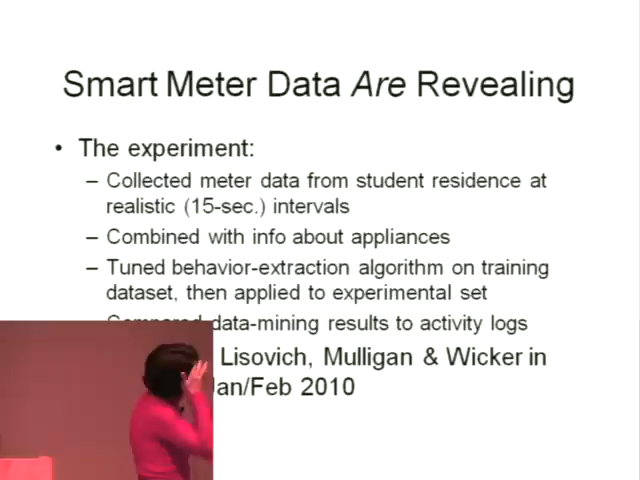 Smart Meter Data Are Revealing
• The experiment:
– Collected meter data from student residence at
realistic (15-sec.) intervals
– Combined with info about appliances
– Tuned behavior-extraction algorithm on training
dataset, then applied to experimental set
Compared data-mining results to activity logs
Lisovich, Mulligan & Wicker in
Jan/Feb 2010